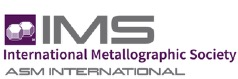 IMS
International Metallographic Society
ASM INTERNATIONAL